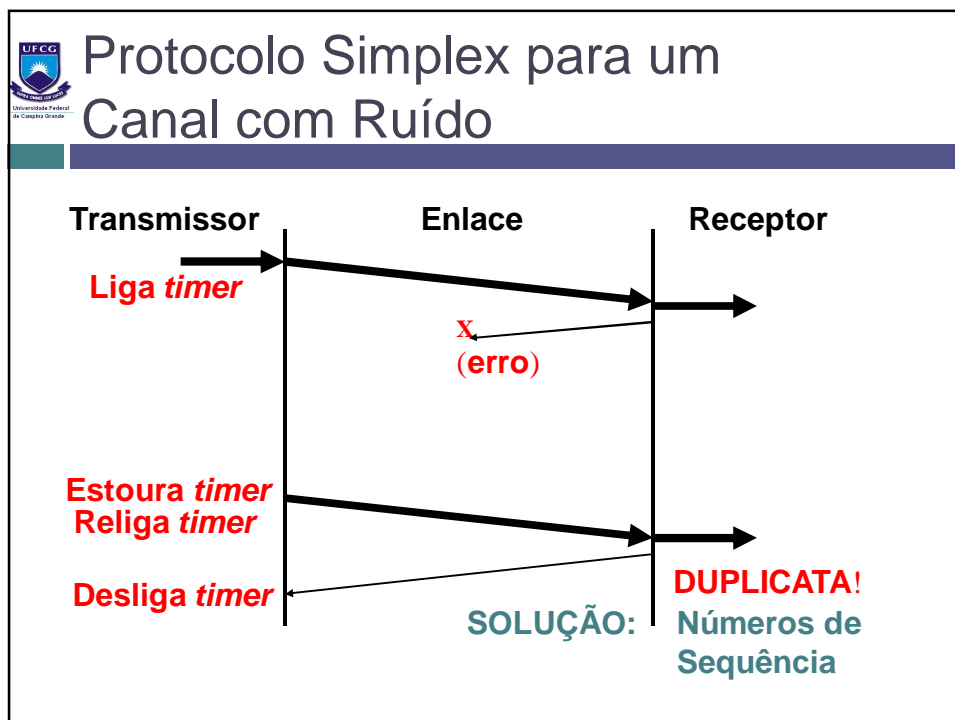 UFCG
Universidade Federal
de Campina Grande
Protocolo Simplex para um
Canal com Ruído
Transmissor Enlace Receptor
Liga timer
x
(erro)
Estoura timer
Religa timer
Desliga timer
DUPLICATA!
SOLUÇÃO: Números de
Sequência